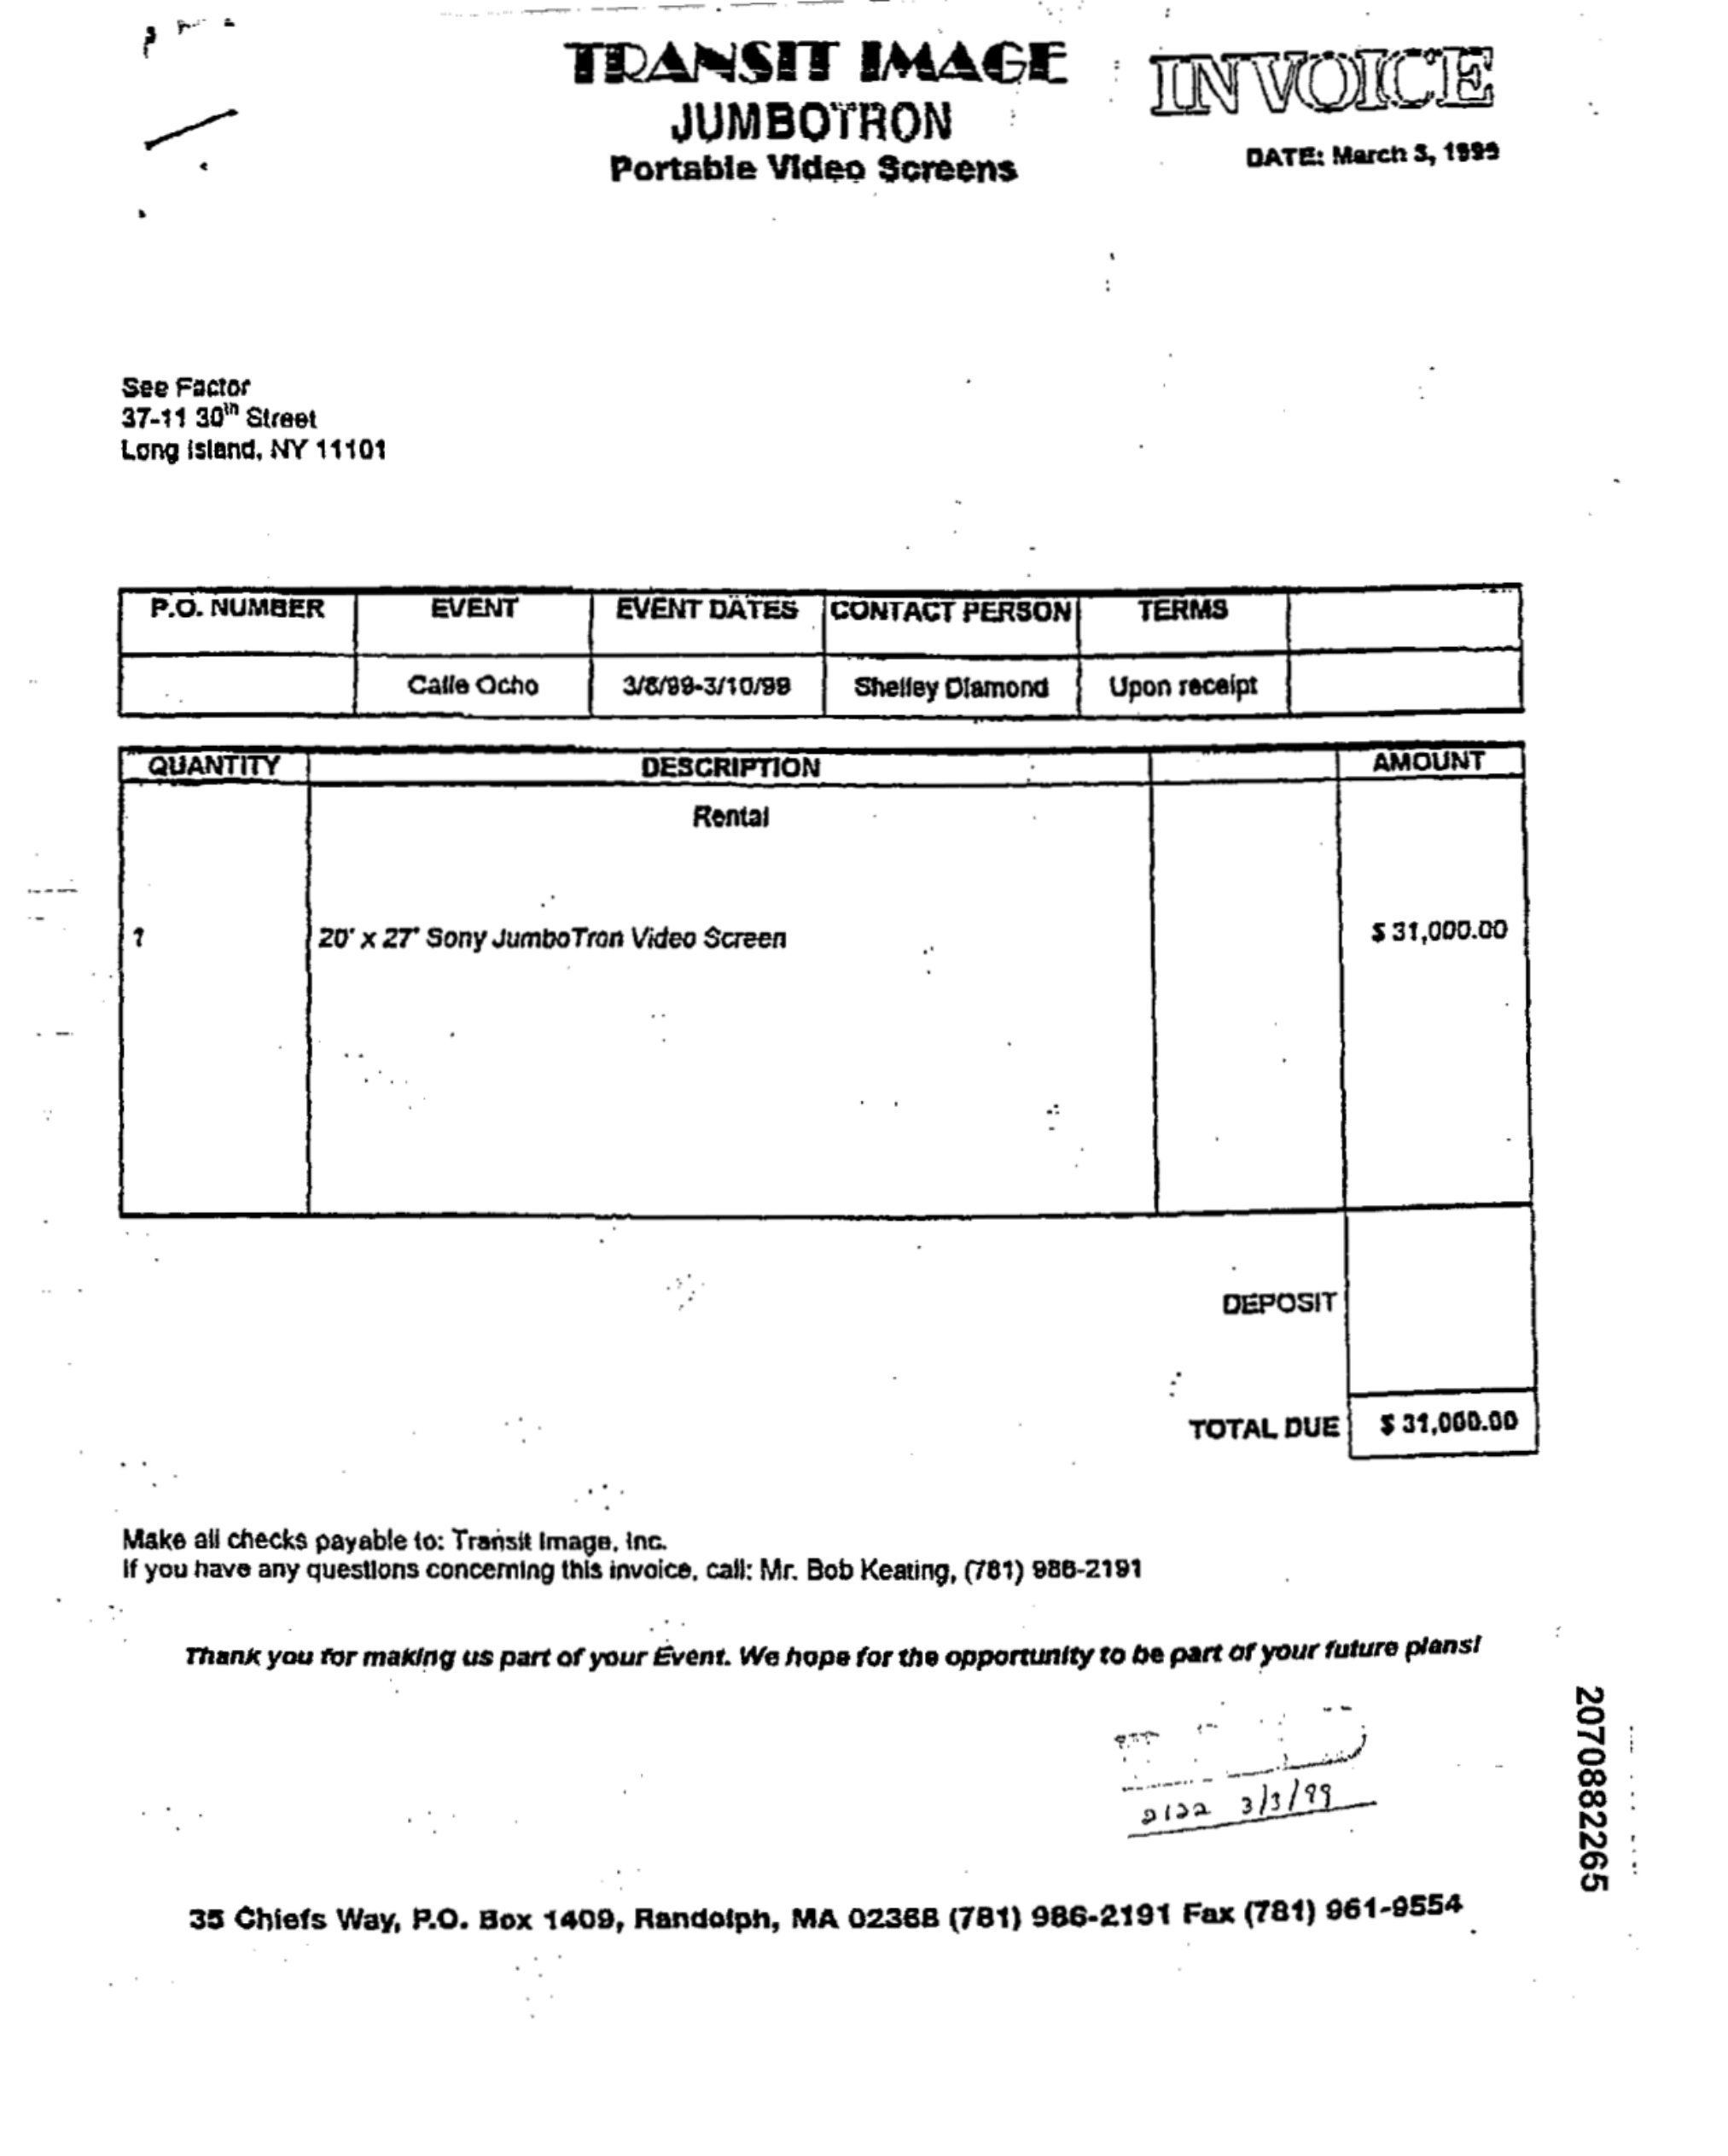 TRANSIT IMAGE
JUMBOTRON
Portable Video Screens
INVOICE
DATE: March 3, 1999
See Factor
37-11 30th Street
Long Island, NY 11101
P.O. NUMBER EVENT EVENT DATES CONTACT PERSON TERMS
Calle Ocho 3/8/99-3/10/99 Shelley Diamond Upon receipt
QUANTITY DESCRIPTION AMOUNT
Rental
1 20' x 27' Sony JumboTron Video Screen $ 31,000.00
DEPOSIT
TOTAL DUE $ 31,000.00
Make all checks payable to: Transit Image, Inc.
If you have any questions concerning this invoice, call: Mr. Bob Keating, (781) 986-2191
Thank you for making us part of your Event. We hope for the opportunity to be part of your future plans!
2122 3/3/99
35 Chiefs Way, P.O. Box 1409, Randolph, MA 02368 (781) 986-2191 Fax (781) 961-9554
2070882265